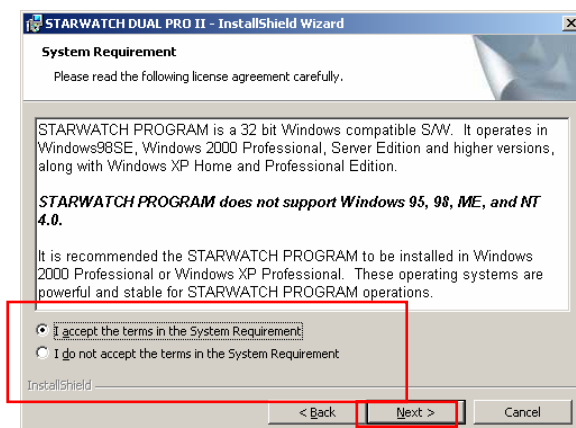 STARWATCH DUAL PRO II - InstallShield Wizard
System Requirement
Please read the following license agreement carefully.
STARWATCH PROGRAM is a 32 bit Windows compatible S/W. It operates in
Windows98SE, Windows 2000 Professional, Server Edition and higher versions,
along with Windows XP Home and Professional Edition.
STARWATCH PROGRAM does not support Windows 95, 98, ME, and NT
4.0.
It is recommended the STARWATCH PROGRAM to be installed in Windows
2000 Professional or Windows XP Professional. These operating systems are
powerful and stable for STARWATCH PROGRAM operations.
I accept the terms in the System Requirement
I do not accept the terms in the System Requirement
InstallShield
< Back Next > Cancel